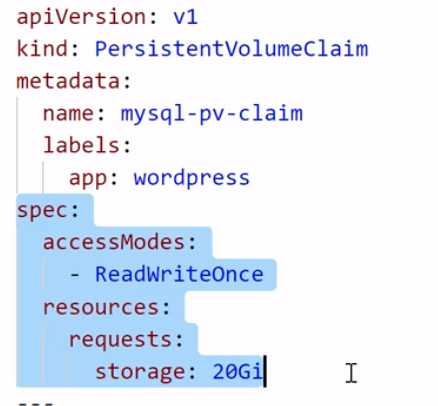 apiVersion: v1
kind: PersistentVolumeClaim
metadata:
  name: mysql-pv-claim
  labels:
    app: wordpress
spec:
  accessModes:
    - ReadWriteOnce
  resources:
    requests:
      storage: 20Gi
---